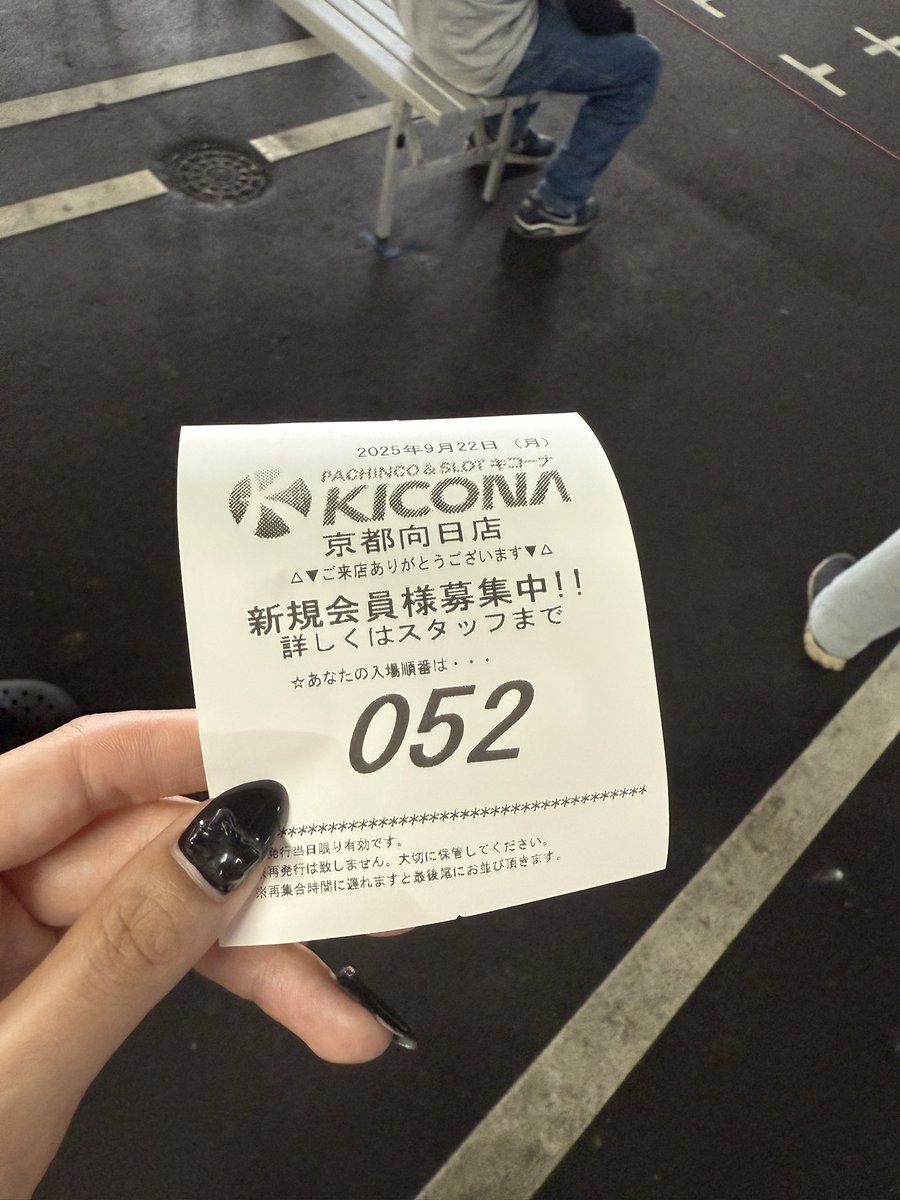 2025年9月22日 （月）
PACHINCO & SLOT キコーナ
KICONA
京都向日店
△▼ご来店ありがとうございます▼△
新規会員様募集中!!
詳しくはスタッフまで
☆あなたの入場順番は・・・
052
*****************************************
発行当日限り有効です。
※再発行は致しません。大切に保管してください。
※再集合時間に遅れますと最後尾にお並び頂きます。